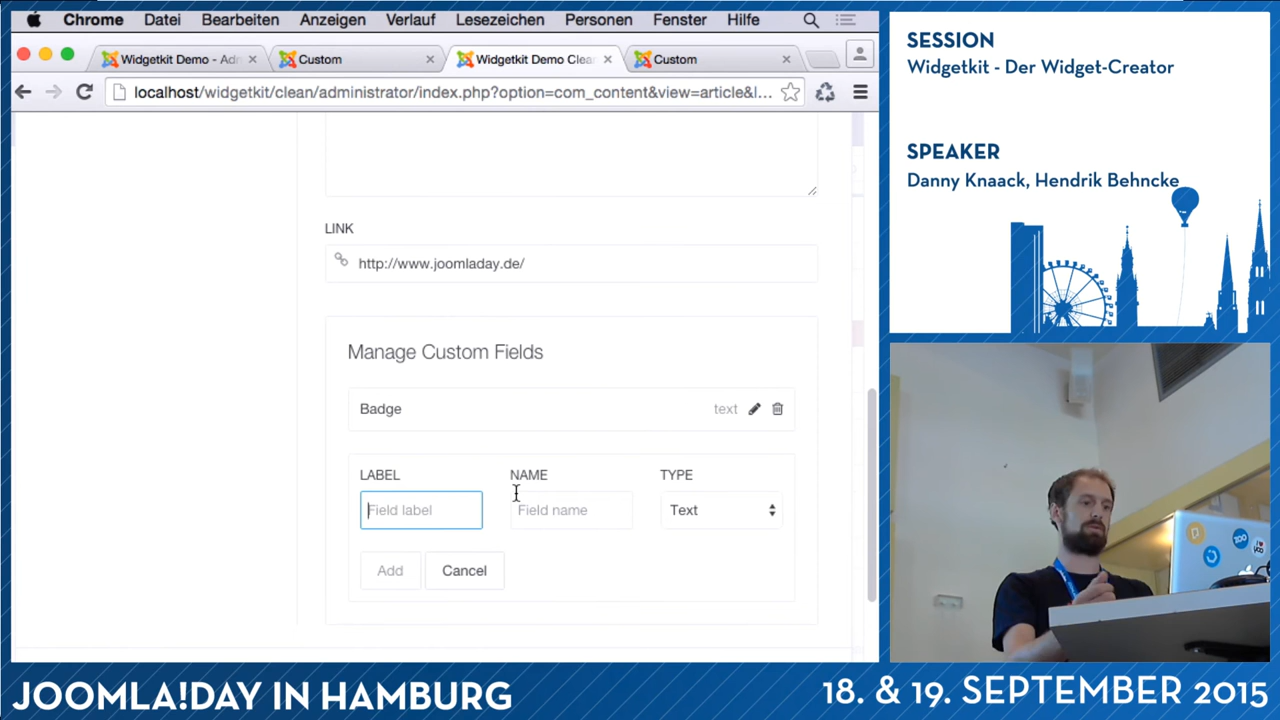 Chrome Datei Bearbeiten Anzeigen Verlauf Lesezeichen Personen Fenster Hilfe
Widgetkit Demo - Adm Custom Widgetkit Demo Clea Custom
localhost/widgetkit/clean/administrator/index.php?option=com_content&view=article&l...
LINK
http://www.joomladay.de/
Manage Custom Fields
Badge text
LABEL NAME TYPE
Field label Field name Text
Add Cancel
SESSION
Widgetkit - Der Widget-Creator
SPEAKER
Danny Knaack, Hendrik Behncke
ZOO
JOOMLA!DAY IN HAMBURG
18. & 19. SEPTEMBER 2015